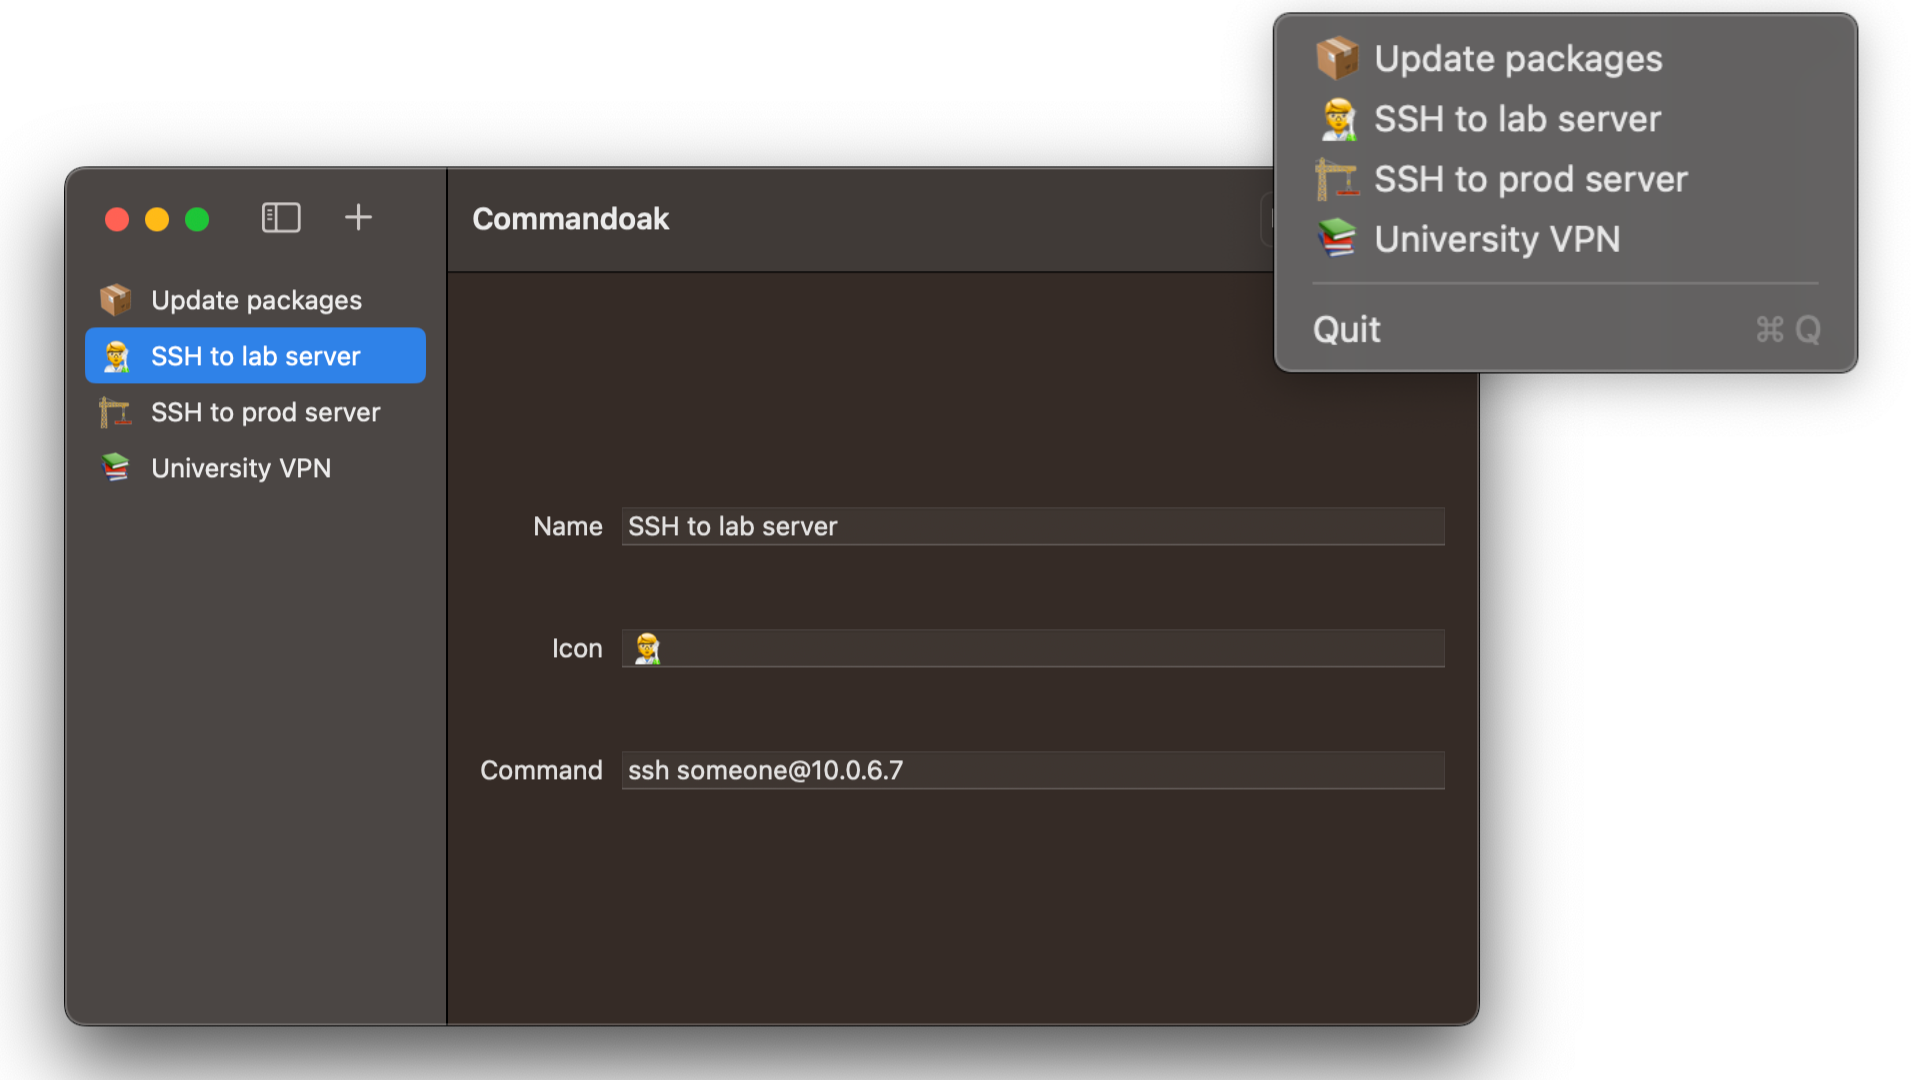 Update packages
SSH to lab server
SSH to prod server
University VPN
Quit ⌘ Q
Commandoak
Update packages
SSH to lab server
SSH to prod server
University VPN
Name SSH to lab server
Icon
Command ssh someone@10.0.6.7